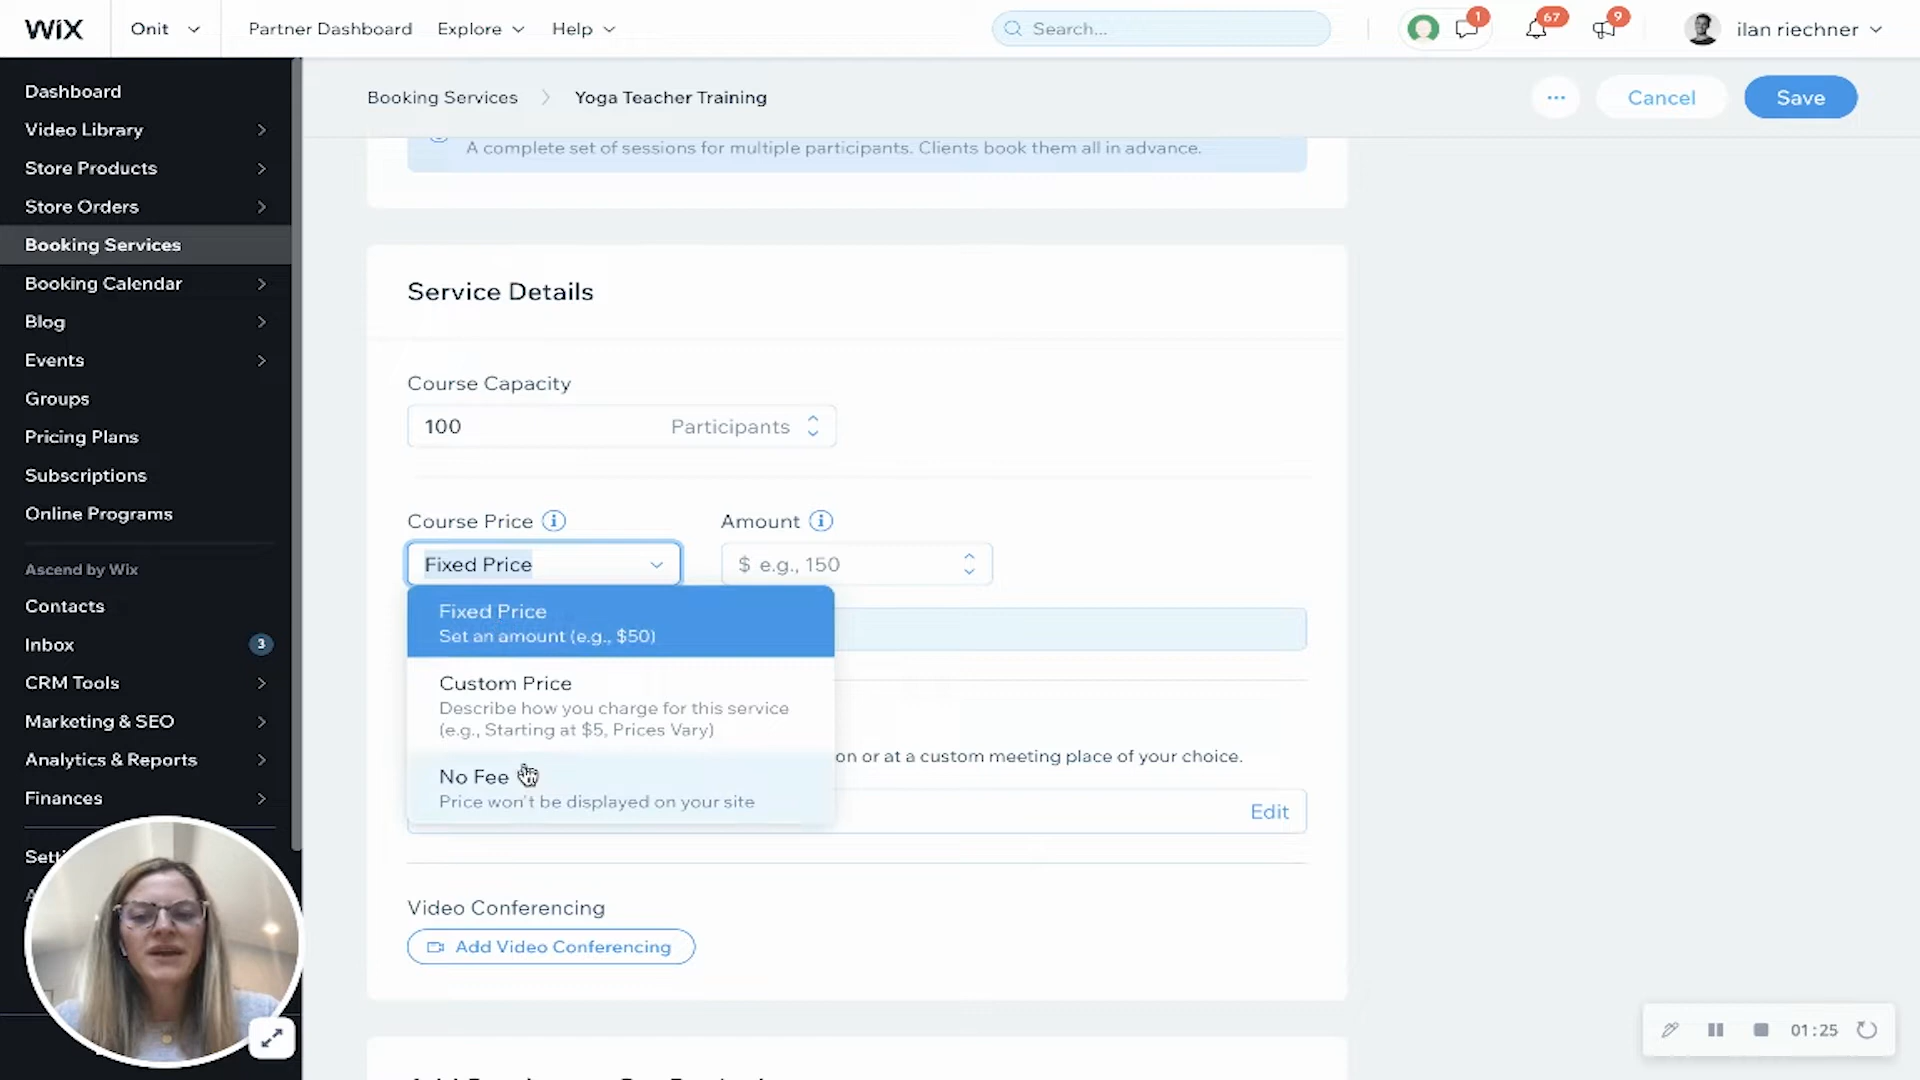 WIX
Onit
Partner Dashboard
Explore
Help
Search...
1
67
9
ilan riechner
Dashboard
Video Library
Store Products
Store Orders
Booking Services
Booking Calendar
Blog
Events
Groups
Pricing Plans
Subscriptions
Online Programs
Ascend by Wix
Contacts
Inbox
3
CRM Tools
Marketing & SEO
Analytics & Reports
Finances
Booking Services
Yoga Teacher Training
Cancel
Save
A complete set of sessions for multiple participants. Clients book them all in advance.
Service Details
Course Capacity
100 Participants
Course Price
Amount
Fixed Price
$ e.g., 150
Fixed Price
Set an amount (e.g., $50)
Custom Price
Describe how you charge for this service
(e.g., Starting at $5, Prices Vary)
on or at a custom meeting place of your choice.
No Fee
Price won't be displayed on your site
Edit
Video Conferencing
Add Video Conferencing
01:25